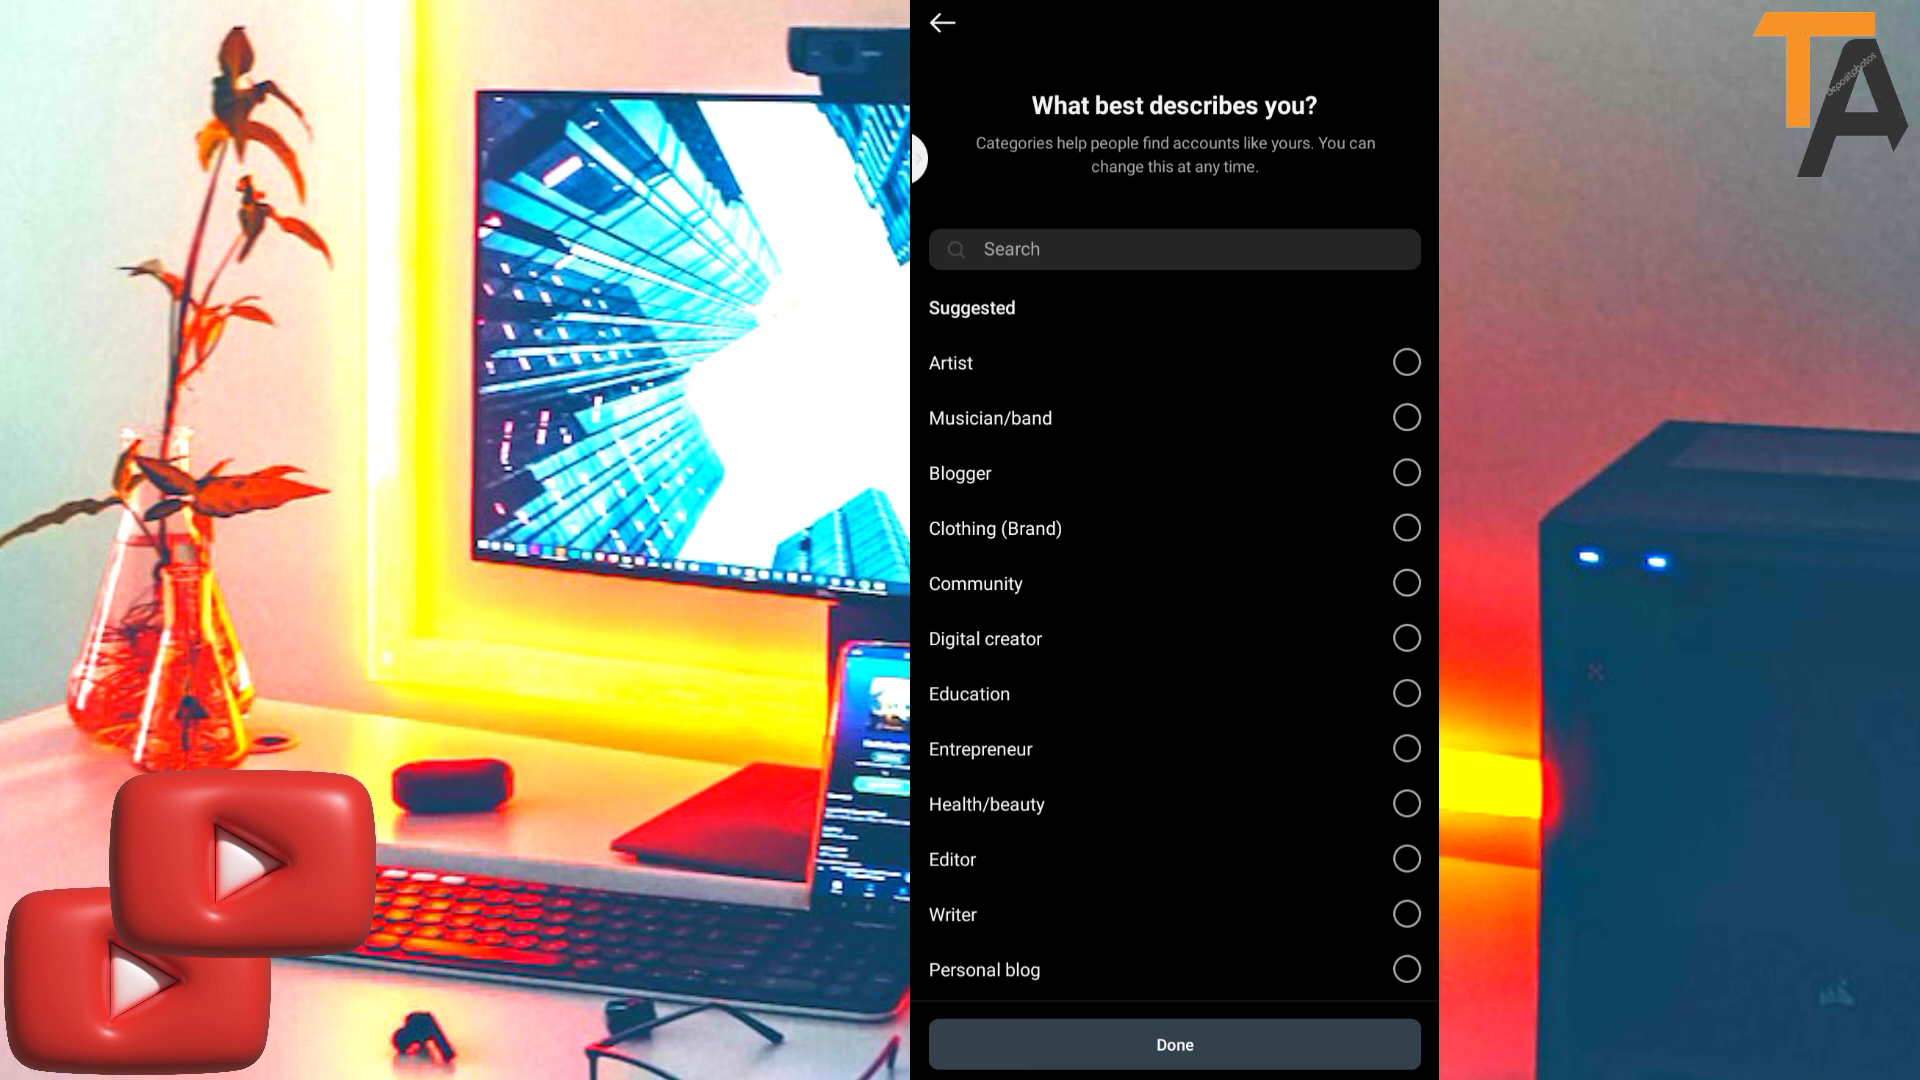 What best describes you?
Categories help people find accounts like yours. You can
change this at any time.
Search
Suggested
Artist
Musician/band
Blogger
Clothing (Brand)
Community
Digital creator
Education
Entrepreneur
Health/beauty
Editor
Writer
Personal blog
Done
TA
depositphotos